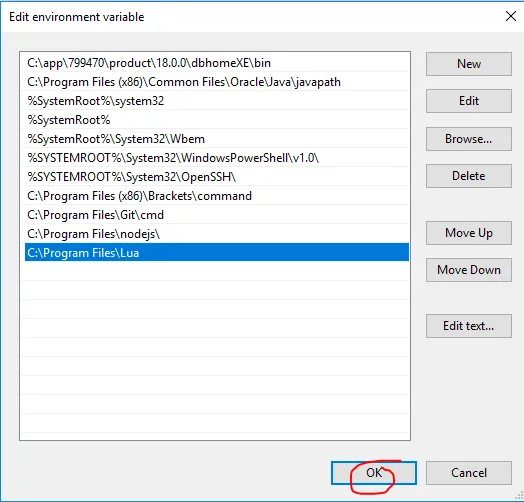 Edit environment variable
C:\app\799470\product\18.0.0\dbhomeXE\bin
C:\Program Files (x86)\Common Files\Oracle\Java\javapath
%SystemRoot%\system32
%SystemRoot%
%SystemRoot%\System32\Wbem
%SYSTEMROOT%\System32\WindowsPowerShell\v1.0\
%SYSTEMROOT%\System32\OpenSSH\
C:\Program Files (x86)\Brackets\command
C:\Program Files\Git\cmd
C:\Program Files\nodejs\
C:\Program Files\Lua
New
Edit
Browse...
Delete
Move Up
Move Down
Edit text...
OK
Cancel